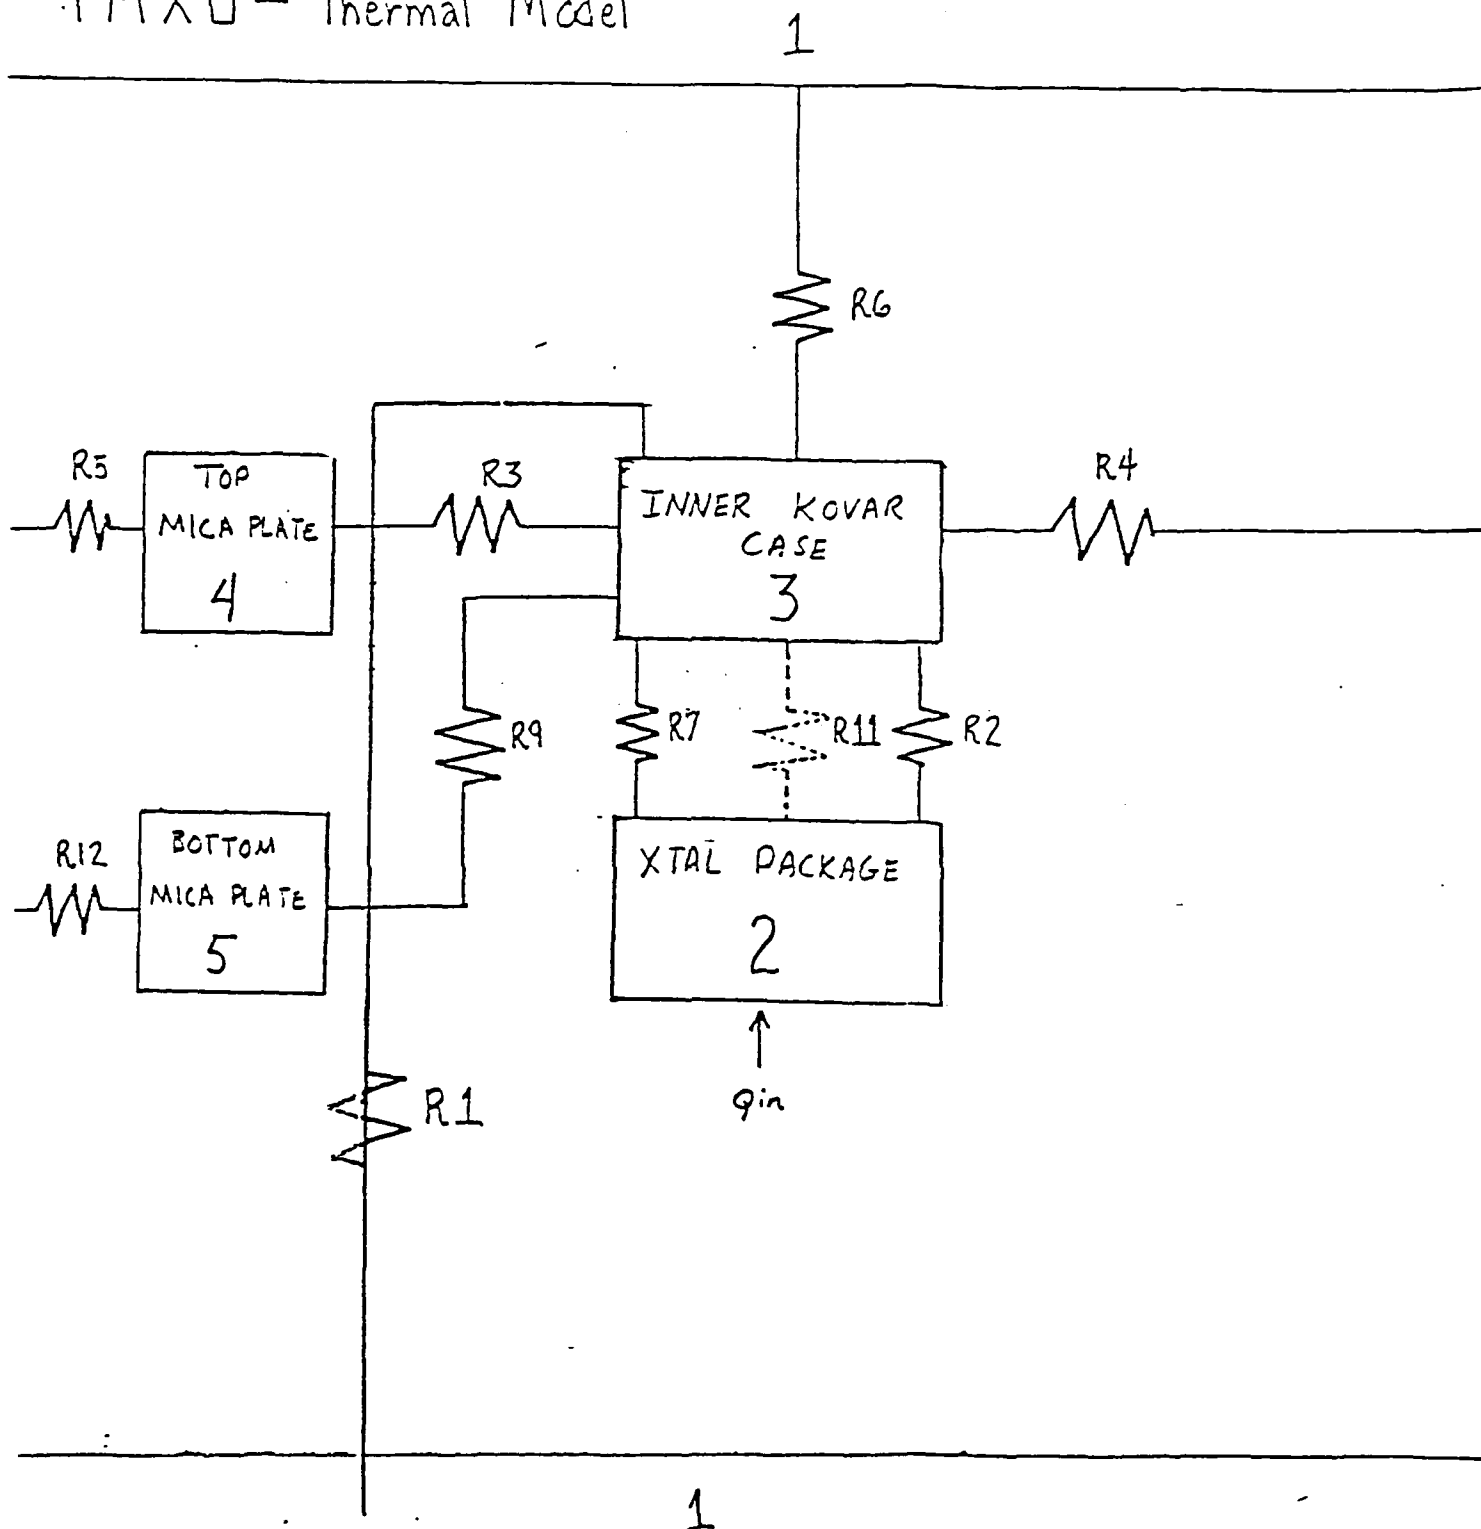 TMXO - Thermal Model
1
R6
R5
TOP
MICA PLATE
4
R3
INNER KOVAR
CASE
3
R4
R9
R7
R11
R2
R12
BOTTOM
MICA PLATE
5
XTAL PACKAGE
2
qin
R1
1